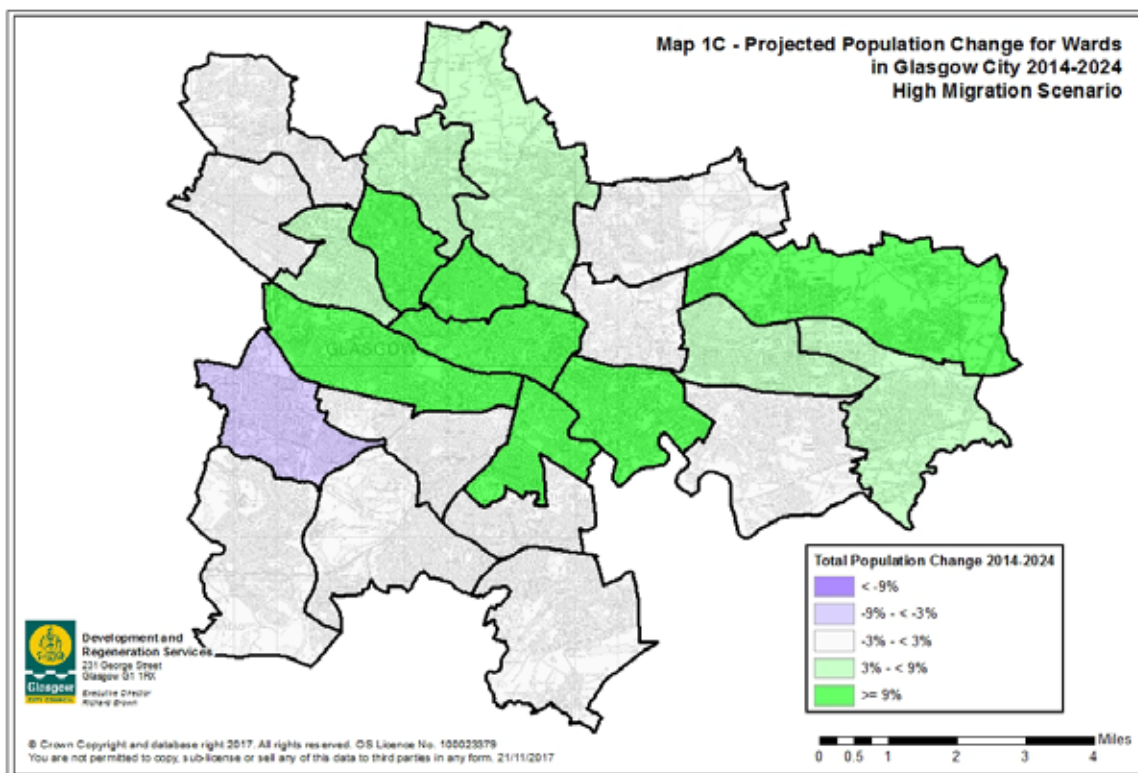 Map 1C - Projected Population Change for Wards
in Glasgow City 2014-2024
High Migration Scenario
GLASGOW
Total Population Change 2014-2024
< -9%
-9% - < -3%
-3% - < 3%
3% - < 9%
>= 9%
Glasgow
CITY COUNCIL
Development and
Regeneration Services
231 George Street
Glasgow G1 1RX
Executive Director
Richard Brown
© Crown Copyright and database right 2017. All rights reserved. OS Licence No. 100023379
You are not permitted to copy, sub-license or sell any of this data to third parties in any form. 21/11/2017
Miles
0 0.5 1 2 3 4